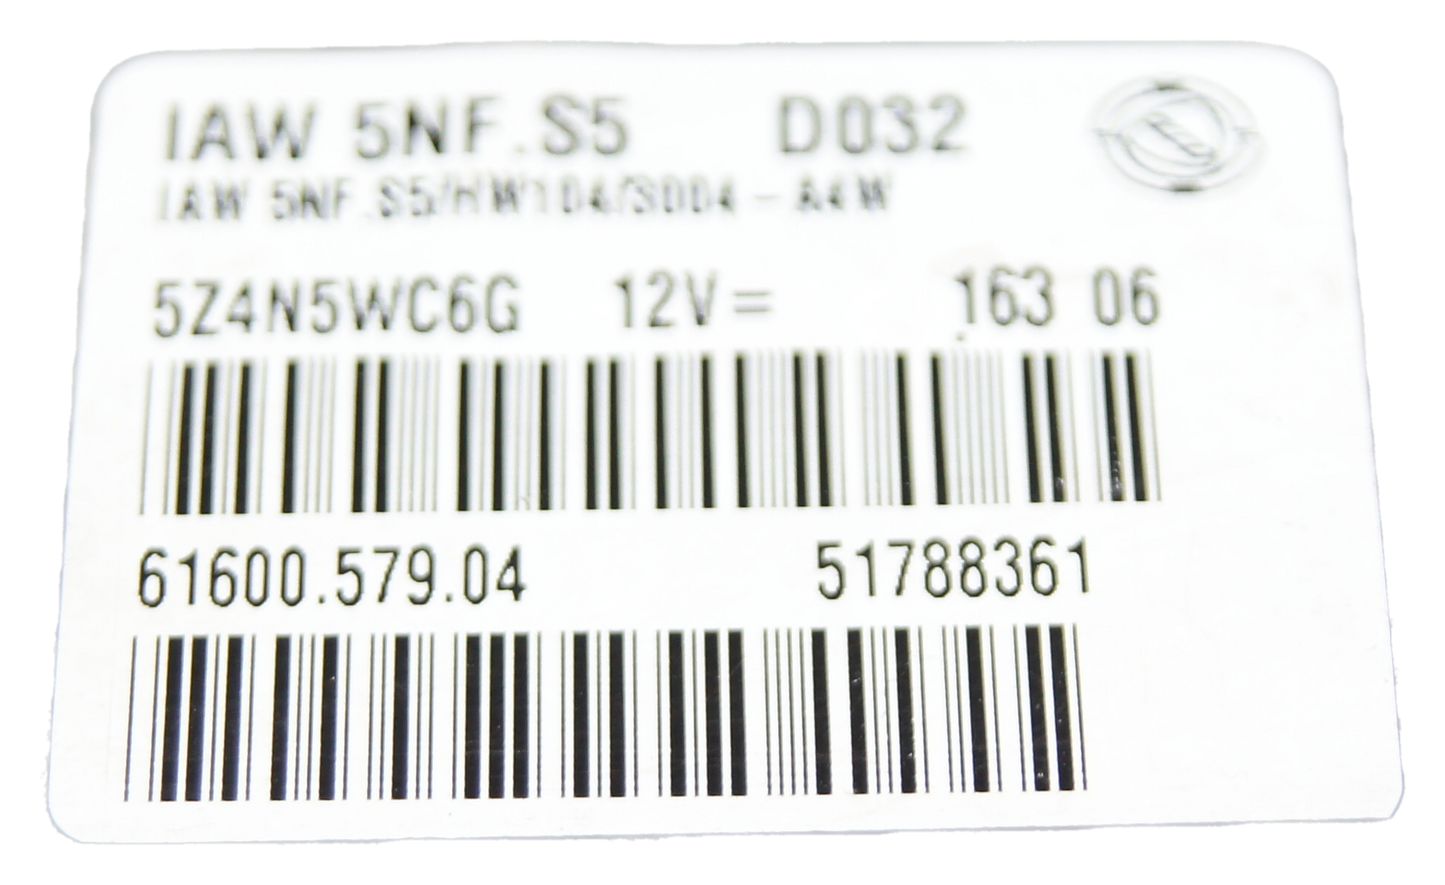 IAW 5NF.S5 D032
IAW 5NF.S5/HW104/S004-A4W
5Z4N5WC6G 12V= 163 06
61600.579.04 51788361